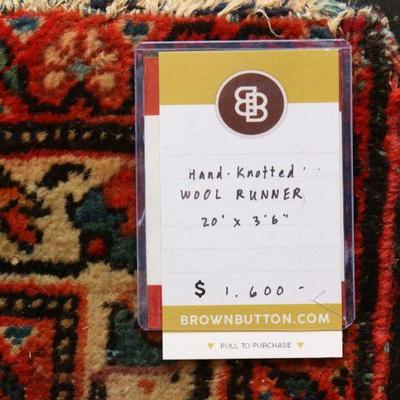 BB
Hand-Knotted
WOOL RUNNER
20' x 3'6"
$ 1,600-
BROWNBUTTON.COM
▼ PULL TO PURCHASE ▼